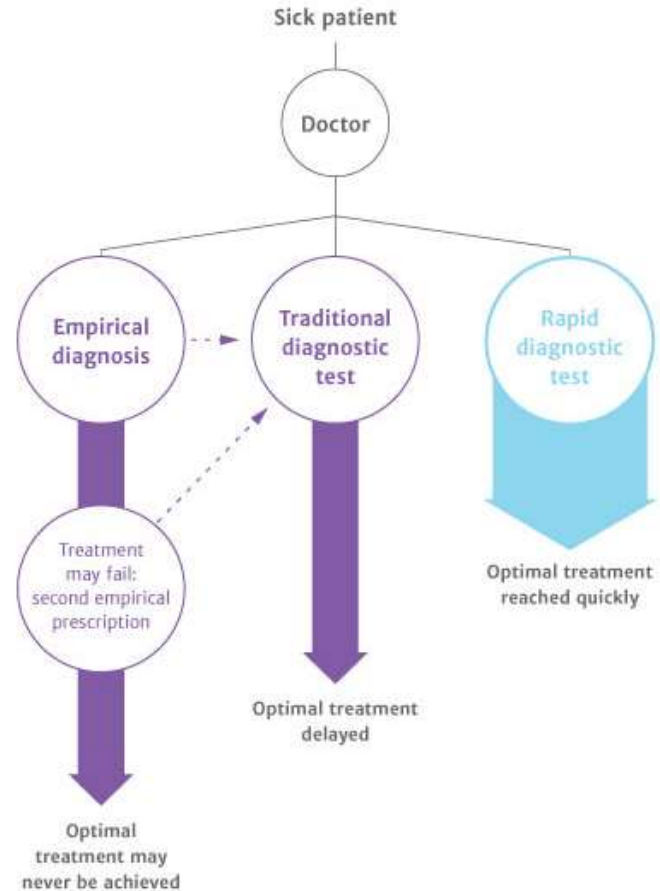 Sick patient
Doctor
Empirical
diagnosis
Traditional
diagnostic
test
Rapid
diagnostic
test
Treatment
may fail:
second empirical
prescription
Optimal treatment
reached quickly
Optimal treatment
delayed
Optimal
treatment may
never be achieved